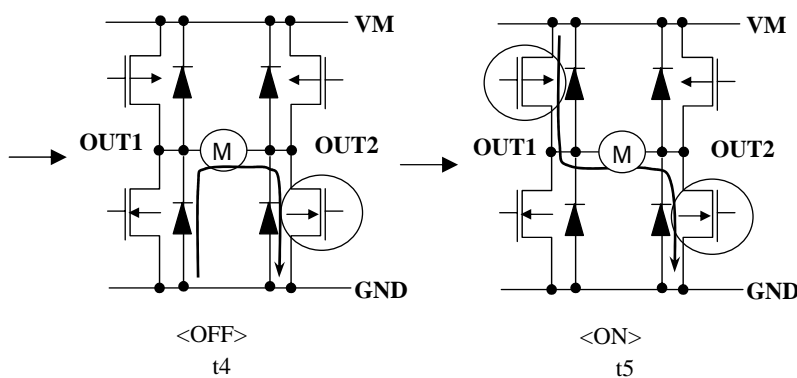 VM
VM
OUT1
M
OUT2
OUT1
M
OUT2
GND
GND
<OFF>
<ON>
t4
t5